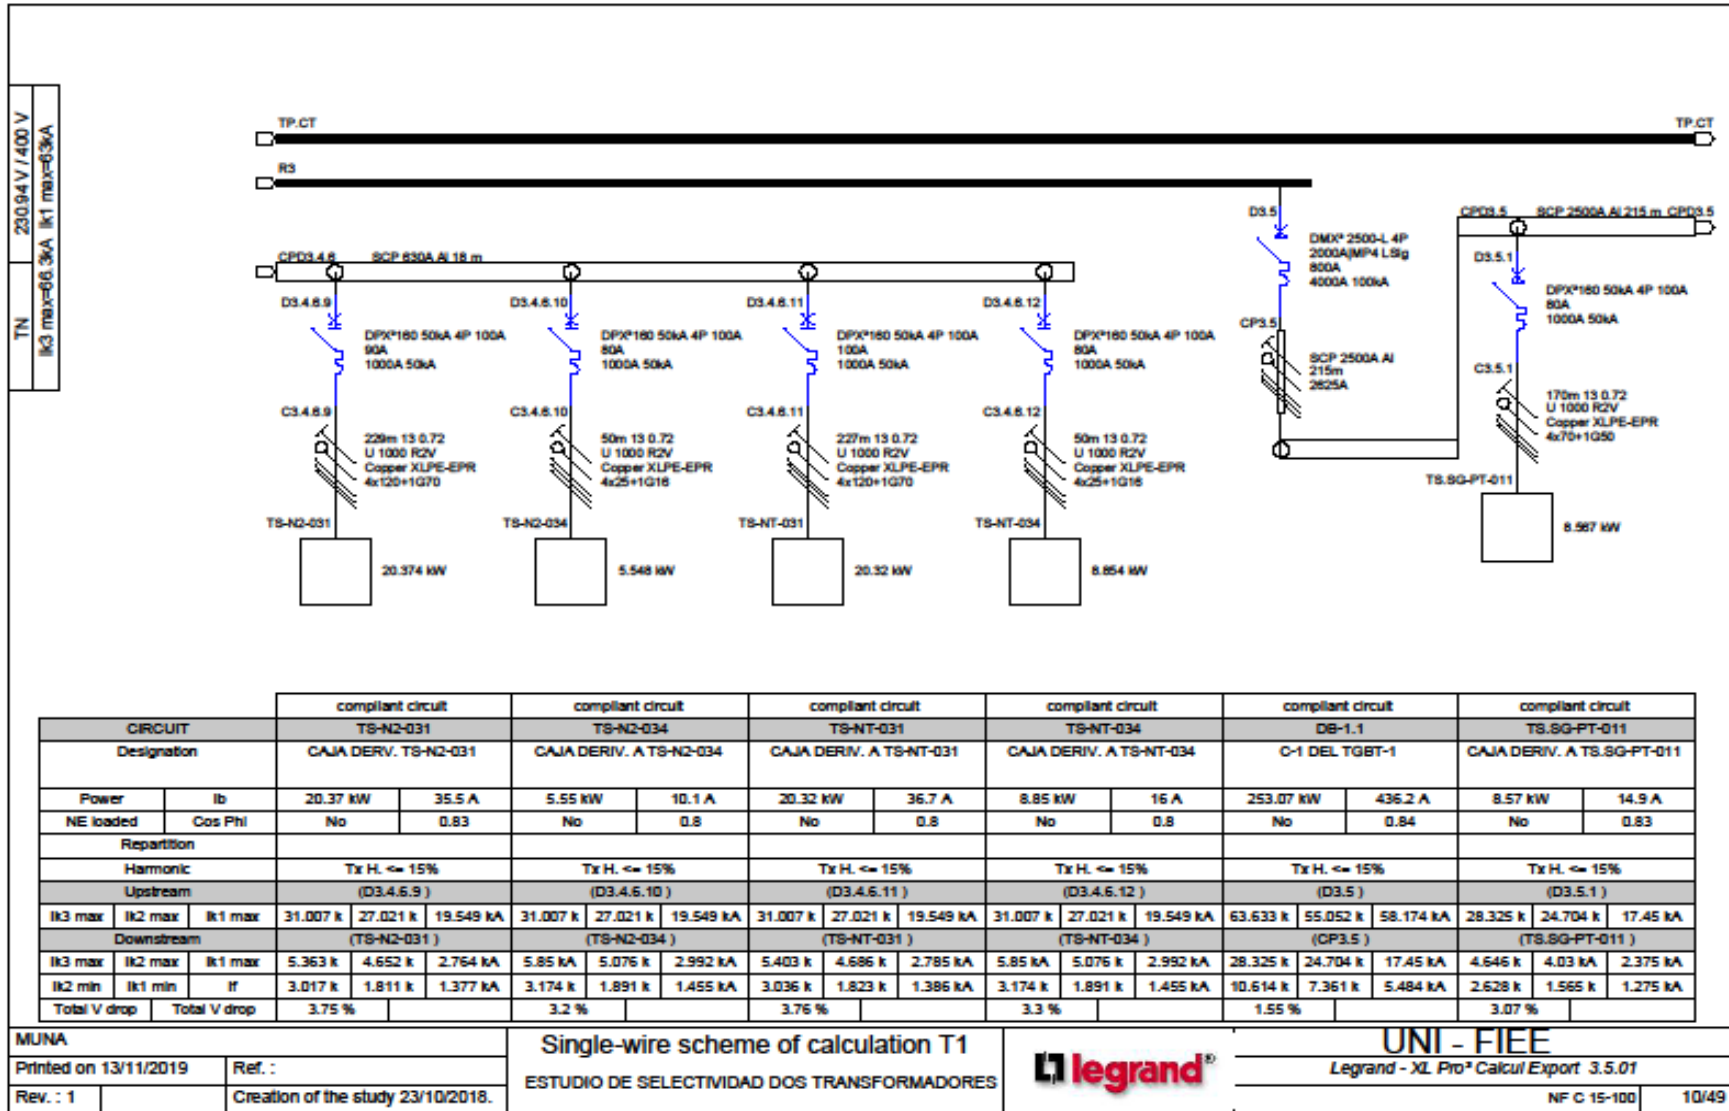 TN 230.94 V / 400 V
Ik3 max=66.3kA Ik1 max=63kA
TP.CT TP.CT
R3
CPD3.4.6 SCP 630A Al 18 m
D3.4.6.9
DPX³160 50kA 4P 100A
90A
1000A 50kA
C3.4.6.9
229m 13 0.72
U 1000 R2V
Copper XLPE-EPR
4x120+1G70
TS-N2-031
20.374 kW
D3.4.6.10
DPX³160 50kA 4P 100A
80A
1000A 50kA
C3.4.6.10
50m 13 0.72
U 1000 R2V
Copper XLPE-EPR
4x25+1G16
TS-N2-034
5.548 kW
D3.4.6.11
DPX³160 50kA 4P 100A
100A
1000A 50kA
C3.4.6.11
227m 13 0.72
U 1000 R2V
Copper XLPE-EPR
4x120+1G70
TS-NT-031
20.32 kW
D3.4.6.12
DPX³160 50kA 4P 100A
80A
1000A 50kA
C3.4.6.12
50m 13 0.72
U 1000 R2V
Copper XLPE-EPR
4x25+1G16
TS-NT-034
8.854 kW
D3.5
DMX³ 2500-L 4P
2000A|MP4 LSIg
800A
4000A 100kA
CP3.5
SCP 2500A Al
215m
2625A
CPD3.5 SCP 2500A Al 215 m CPD3.5
D3.5.1
DPX³160 50kA 4P 100A
80A
1000A 50kA
C3.5.1
170m 13 0.72
U 1000 R2V
Copper XLPE-EPR
4x70+1G50
TS.SG-PT-011
8.567 kW
compliant circuit compliant circuit compliant circuit compliant circuit compliant circuit compliant circuit
CIRCUIT TS-N2-031 TS-N2-034 TS-NT-031 TS-NT-034 DB-1.1 TS.SG-PT-011
Designation CAJA DERV. TS-N2-031 CAJA DERIV. A TS-N2-034 CAJA DERIV. A TS-NT-031 CAJA DERIV. A TS-NT-034 C-1 DEL TGBT-1 CAJA DERIV. A TS.SG-PT-011
Power Ib 20.37 kW 35.5 A 5.55 kW 10.1 A 20.32 kW 36.7 A 8.85 kW 16 A 253.07 kW 436.2 A 8.57 kW 14.9 A
NE loaded Cos Phi No 0.83 No 0.8 No 0.8 No 0.8 No 0.84 No 0.83
Repartition
Harmonic Tx H. <= 15% Tx H. <= 15% Tx H. <= 15% Tx H. <= 15% Tx H. <= 15% Tx H. <= 15%
Upstream (D3.4.6.9 ) (D3.4.6.10 ) (D3.4.6.11 ) (D3.4.6.12 ) (D3.5 ) (D3.5.1 )
Ik3 max Ik2 max Ik1 max 31.007 k 27.021 k 19.549 kA 31.007 k 27.021 k 19.549 kA 31.007 k 27.021 k 19.549 kA 31.007 k 27.021 k 19.549 kA 63.633 k 55.052 k 58.174 kA 28.325 k 24.704 k 17.45 kA
Downstream (TS-N2-031 ) (TS-N2-034 ) (TS-NT-031 ) (TS-NT-034 ) (CP3.5 ) (TS.SG-PT-011 )
Ik3 max Ik2 max Ik1 max 5.363 k 4.652 k 2.764 kA 5.85 kA 5.076 k 2.992 kA 5.403 k 4.686 k 2.785 kA 5.85 kA 5.076 k 2.992 kA 28.325 k 24.704 k 17.45 kA 4.646 k 4.03 kA 2.375 kA
Ik2 min Ik1 min If 3.017 k 1.811 k 1.377 kA 3.174 k 1.891 k 1.455 kA 3.036 k 1.823 k 1.386 kA 3.174 k 1.891 k 1.455 kA 10.614 k 7.361 k 5.484 kA 2.628 k 1.565 k 1.275 kA
Total V drop Total V drop 3.75 % 3.2 % 3.76 % 3.3 % 1.55 % 3.07 %
MUNA
Printed on 13/11/2019 Ref. :
Rev. : 1 Creation of the study 23/10/2018.
Single-wire scheme of calculation T1
ESTUDIO DE SELECTIVIDAD DOS TRANSFORMADORES
legrand®
UNI - FIEE
Legrand - XL Pro³ Calcul Export 3.5.01
NF C 15-100 10/49